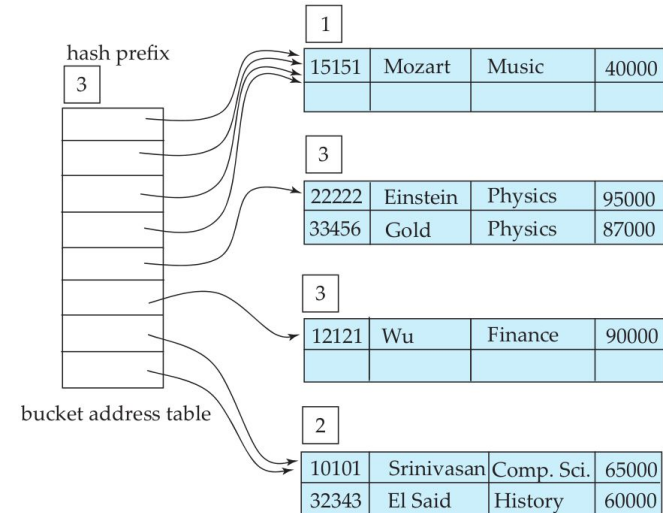 hash prefix
3
bucket address table
1
15151 Mozart Music 40000
3
22222 Einstein Physics 95000
33456 Gold Physics 87000
3
12121 Wu Finance 90000
2
10101 Srinivasan Comp. Sci. 65000
32343 El Said History 60000